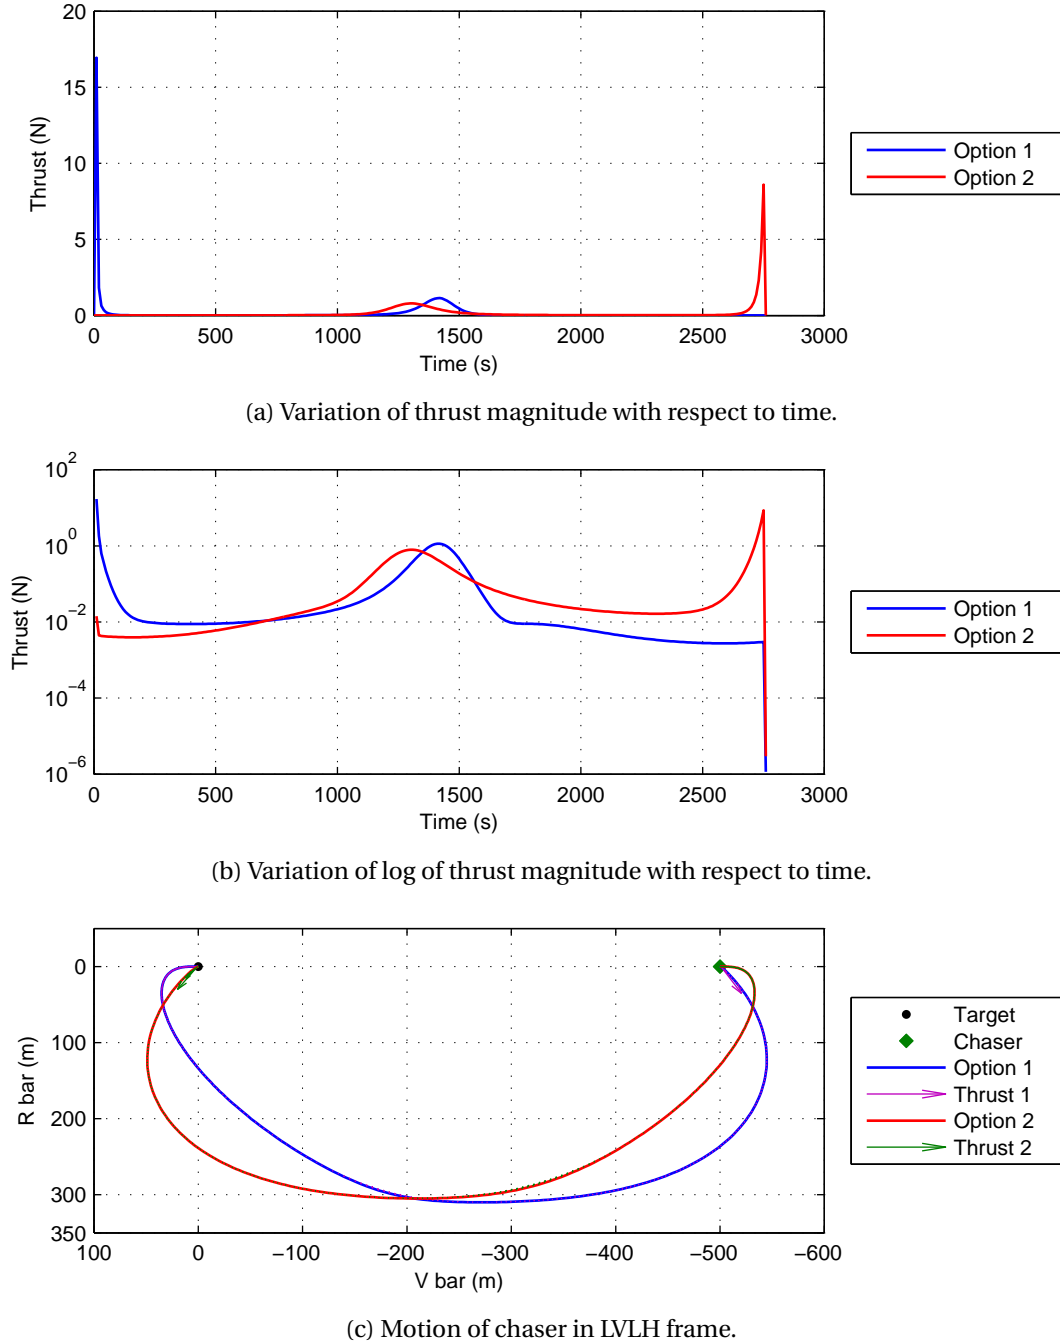 20
15
10
5
0
Thrust (N)
0 500 1000 1500 2000 2500 3000
Time (s)
Option 1
Option 2
(a) Variation of thrust magnitude with respect to time.
10^2
10^0
10^−2
10^−4
10^−6
Thrust (N)
0 500 1000 1500 2000 2500 3000
Time (s)
Option 1
Option 2
(b) Variation of log of thrust magnitude with respect to time.
0
100
200
300
350
R bar (m)
100 0 −100 −200 −300 −400 −500 −600
V bar (m)
Target
Chaser
Option 1
Thrust 1
Option 2
Thrust 2
(c) Motion of chaser in LVLH frame.